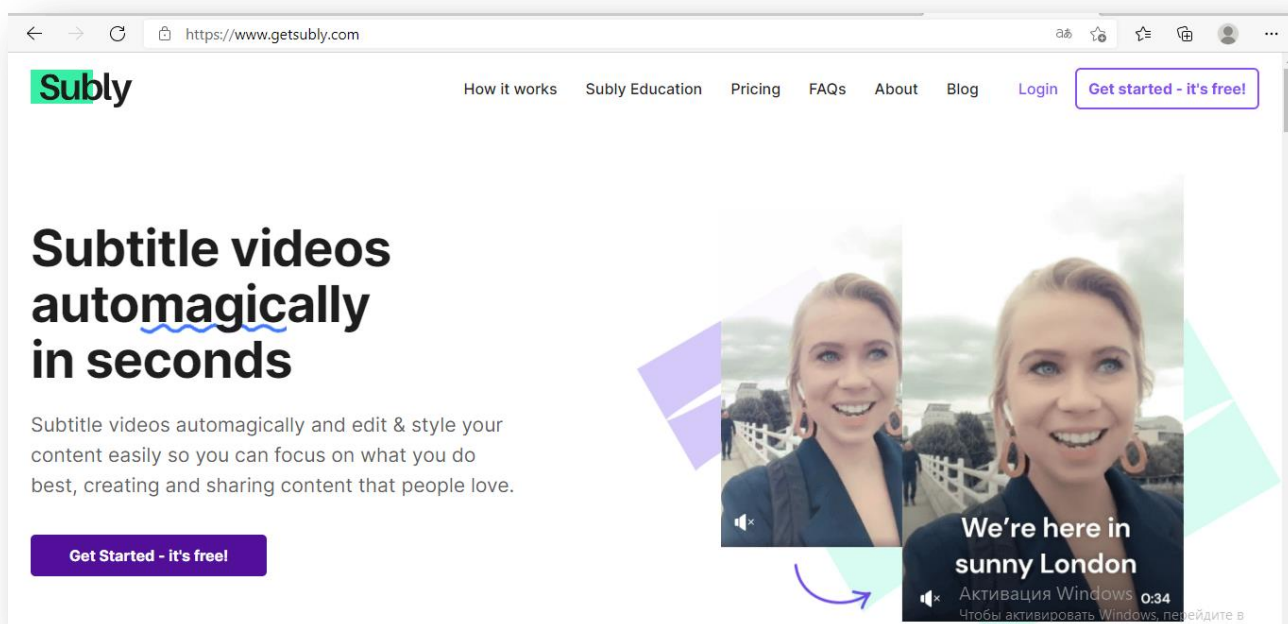 https://www.getsubly.com
Subly
How it works Subly Education Pricing FAQs About Blog Login Get started - it's free!
Subtitle videos
automagically
in seconds
Subtitle videos automagically and edit & style your
content easily so you can focus on what you do
best, creating and sharing content that people love.
Get Started - it's free!
We're here in
sunny London
0:34
Активация Windows
Чтобы активировать Windows, перейдите в